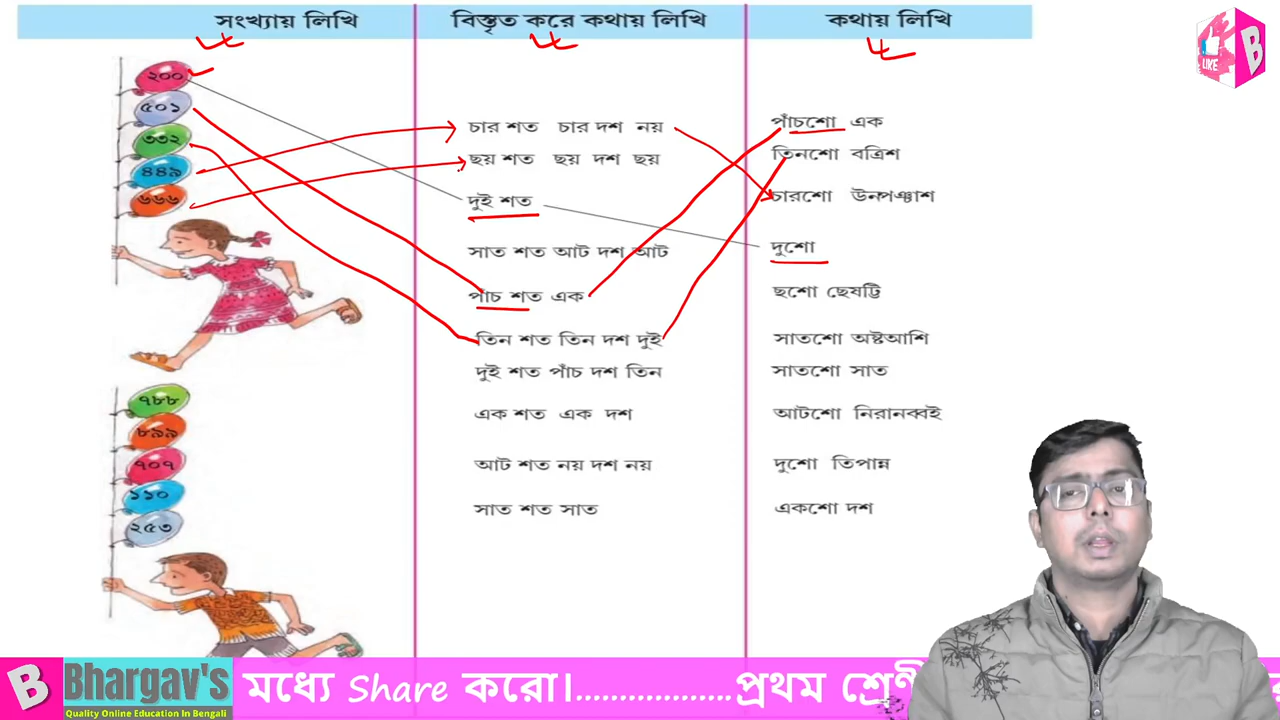 সংখ্যায় লিখি
বিস্তৃত করে কথায় লিখি
কথায় লিখি
২০০
৫০১
৩৩২
৪৪৯
৬৬৬
৭৮৮
৮৯৯
৭০৭
১১০
২৫৩
চার শত চার দশ নয়
ছয় শত ছয় দশ ছয়
দুই শত
সাত শত আট দশ আট
পাঁচ শত এক
তিন শত তিন দশ দুই
দুই শত পাঁচ দশ তিন
এক শত এক দশ
আট শত নয় দশ নয়
সাত শত সাত
পাঁচশো এক
তিনশো বত্রিশ
চারশো উনপঞ্চাশ
দুশো
ছশো ছেষট্টি
সাতশো অষ্টআশি
সাতশো সাত
আটশো নিরানব্বই
দুশো তিপান্ন
একশো দশ
LIKE
B
B Bhargav's
Quality Online Education In Bengali
মধ্যে Share করো।..................প্রথম শ্রেণী